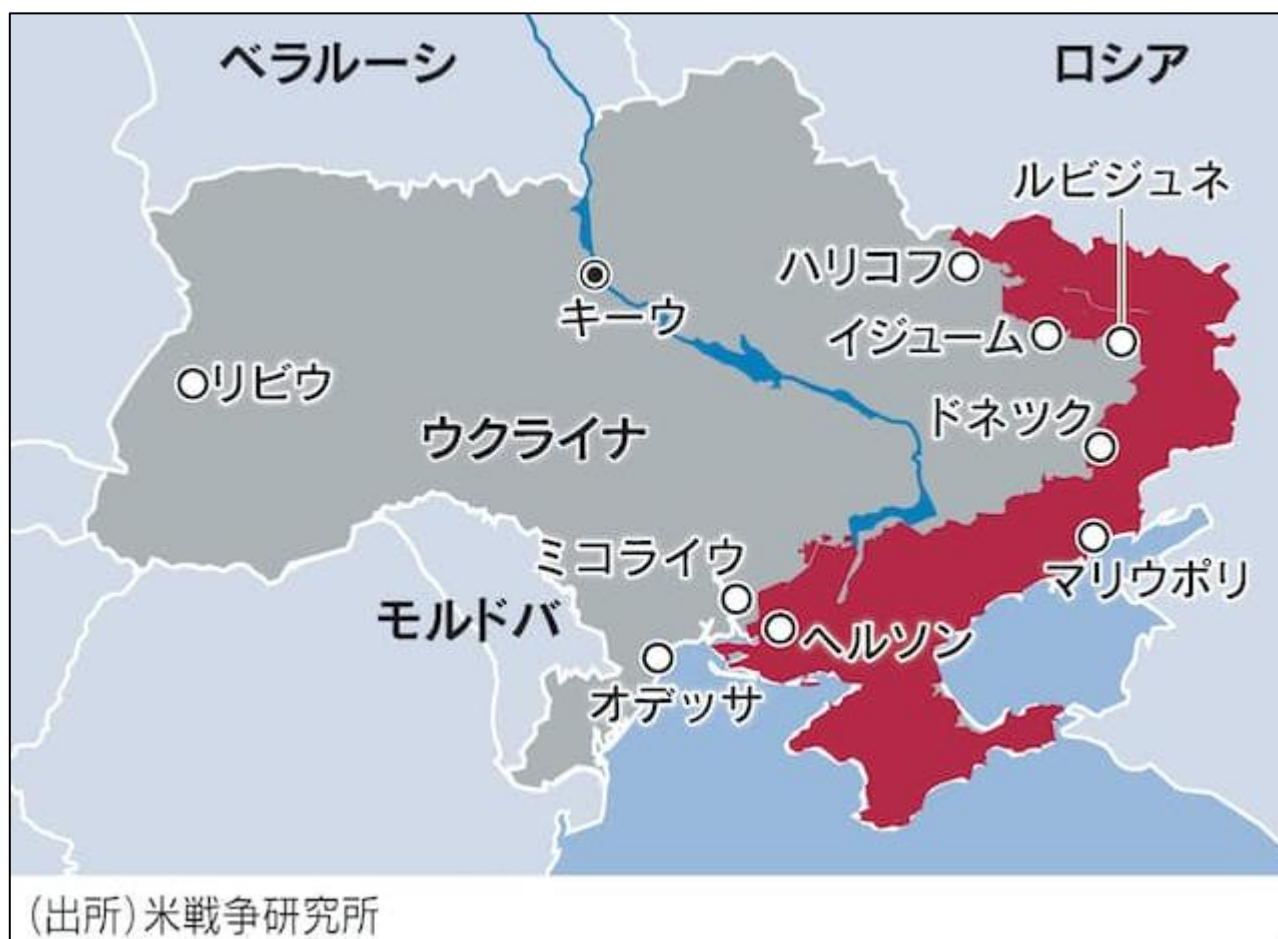 ベラルーシ
ロシア
ルビジュネ
ハリコフ
キーウ
イジューム
リビウ
ウクライナ
ドネツク
ミコライウ
マリウポリ
モルドバ
ヘルソン
オデッサ
(出所)米戦争研究所